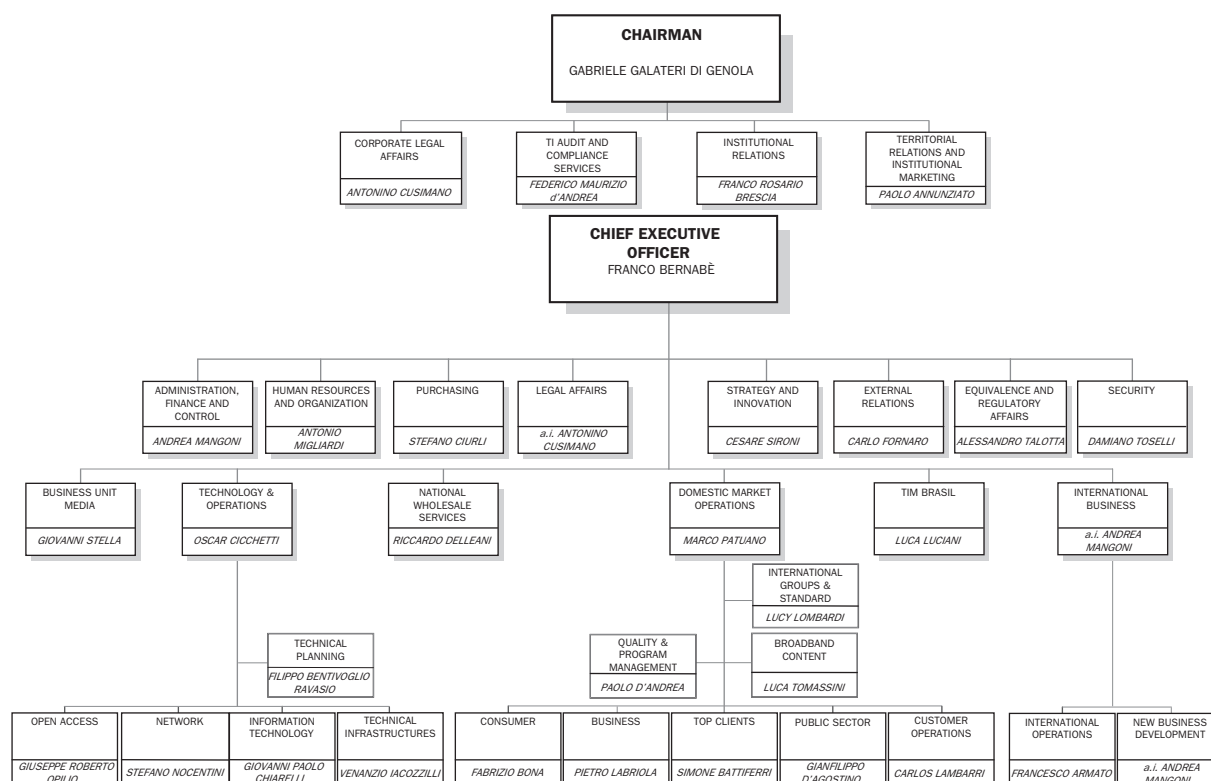 CHAIRMAN
GABRIELE GALATERI DI GENOLA
CORPORATE LEGAL
AFFAIRS
ANTONINO CUSIMANO
TI AUDIT AND
COMPLIANCE
SERVICES
FEDERICO MAURIZIO
d'ANDREA
INSTITUTIONAL
RELATIONS
FRANCO ROSARIO
BRESCIA
TERRITORIAL
RELATIONS AND
INSTITUTIONAL
MARKETING
PAOLO ANNUNZIATO
CHIEF EXECUTIVE
OFFICER
FRANCO BERNABÈ
ADMINISTRATION,
FINANCE AND
CONTROL
ANDREA MANGONI
HUMAN RESOURCES
AND ORGANIZATION
ANTONIO
MIGLIARDI
PURCHASING
STEFANO CIURLI
LEGAL AFFAIRS
a.i. ANTONINO
CUSIMANO
STRATEGY AND
INNOVATION
CESARE SIRONI
EXTERNAL
RELATIONS
CARLO FORNARO
EQUIVALENCE AND
REGULATORY
AFFAIRS
ALESSANDRO TALOTTA
SECURITY
DAMIANO TOSELLI
BUSINESS UNIT
MEDIA
GIOVANNI STELLA
TECHNOLOGY &
OPERATIONS
OSCAR CICCHETTI
NATIONAL
WHOLESALE
SERVICES
RICCARDO DELLEANI
DOMESTIC MARKET
OPERATIONS
MARCO PATUANO
TIM BRASIL
LUCA LUCIANI
INTERNATIONAL
BUSINESS
a.i. ANDREA
MANGONI
INTERNATIONAL
GROUPS &
STANDARD
LUCY LOMBARDI
TECHNICAL
PLANNING
FILIPPO BENTIVOGLIO
RAVASIO
QUALITY &
PROGRAM
MANAGEMENT
PAOLO D'ANDREA
BROADBAND
CONTENT
LUCA TOMASSINI
OPEN ACCESS
GIUSEPPE ROBERTO
OPILIO
NETWORK
STEFANO NOCENTINI
INFORMATION
TECHNOLOGY
GIOVANNI PAOLO
CHIARELLI
TECHNICAL
INFRASTRUCTURES
VENANZIO IACOZZILLI
CONSUMER
FABRIZIO BONA
BUSINESS
PIETRO LABRIOLA
TOP CLIENTS
SIMONE BATTIFERRI
PUBLIC SECTOR
GIANFILIPPO
D'AGOSTINO
CUSTOMER
OPERATIONS
CARLOS LAMBARRI
INTERNATIONAL
OPERATIONS
FRANCESCO ARMATO
NEW BUSINESS
DEVELOPMENT
a.i. ANDREA
MANGONI